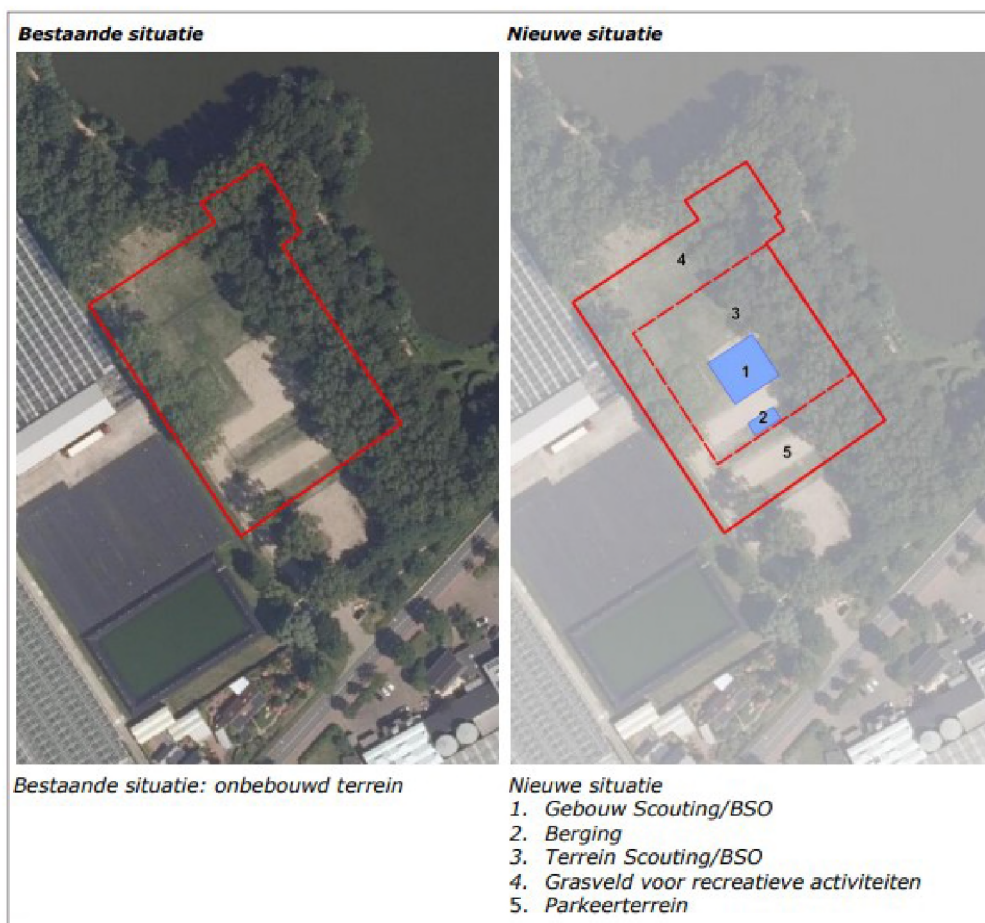 Bestaande situatie
Nieuwe situatie
4
3
1
2
5
Bestaande situatie: onbebouwd terrein
Nieuwe situatie
1. Gebouw Scouting/BSO
2. Berging
3. Terrein Scouting/BSO
4. Grasveld voor recreatieve activiteiten
5. Parkeerterrein